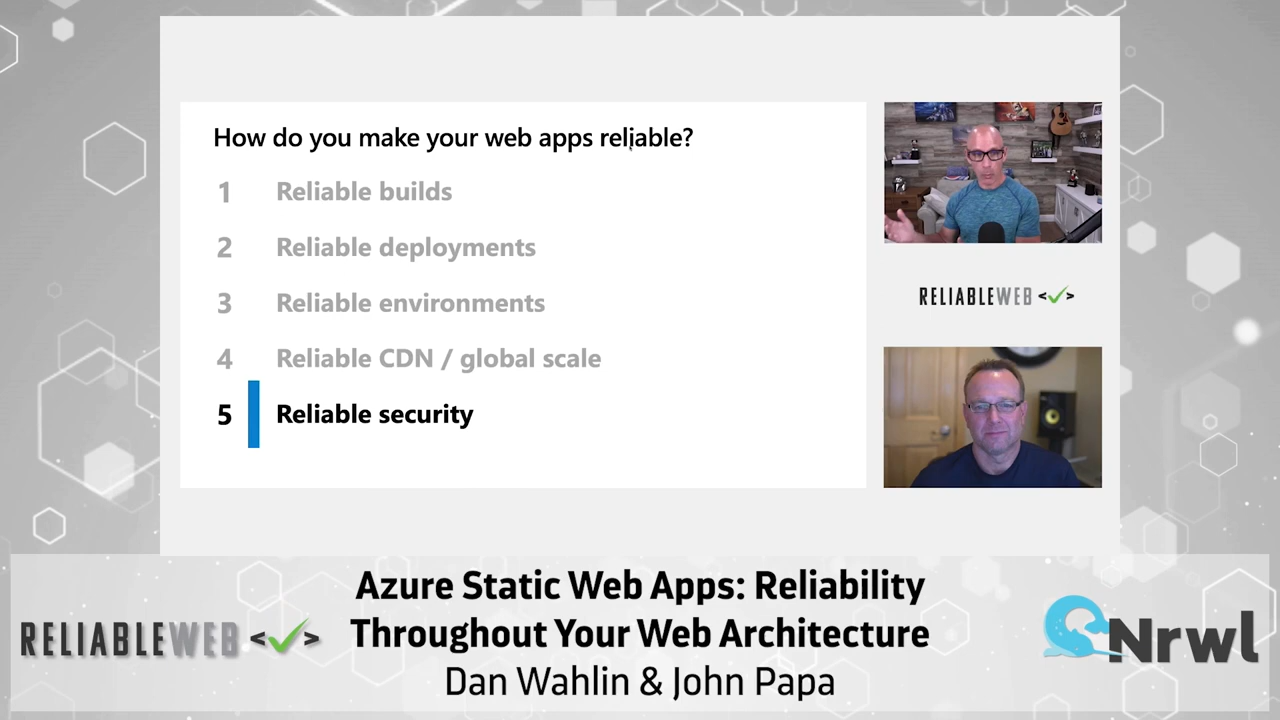 How do you make your web apps reliable?
1 Reliable builds
2 Reliable deployments
3 Reliable environments
4 Reliable CDN / global scale
5 Reliable security
RELIABLEWEB <✓>
RELIABLEWEB <✓>
Azure Static Web Apps: Reliability
Throughout Your Web Architecture
Dan Wahlin & John Papa
Nrwl